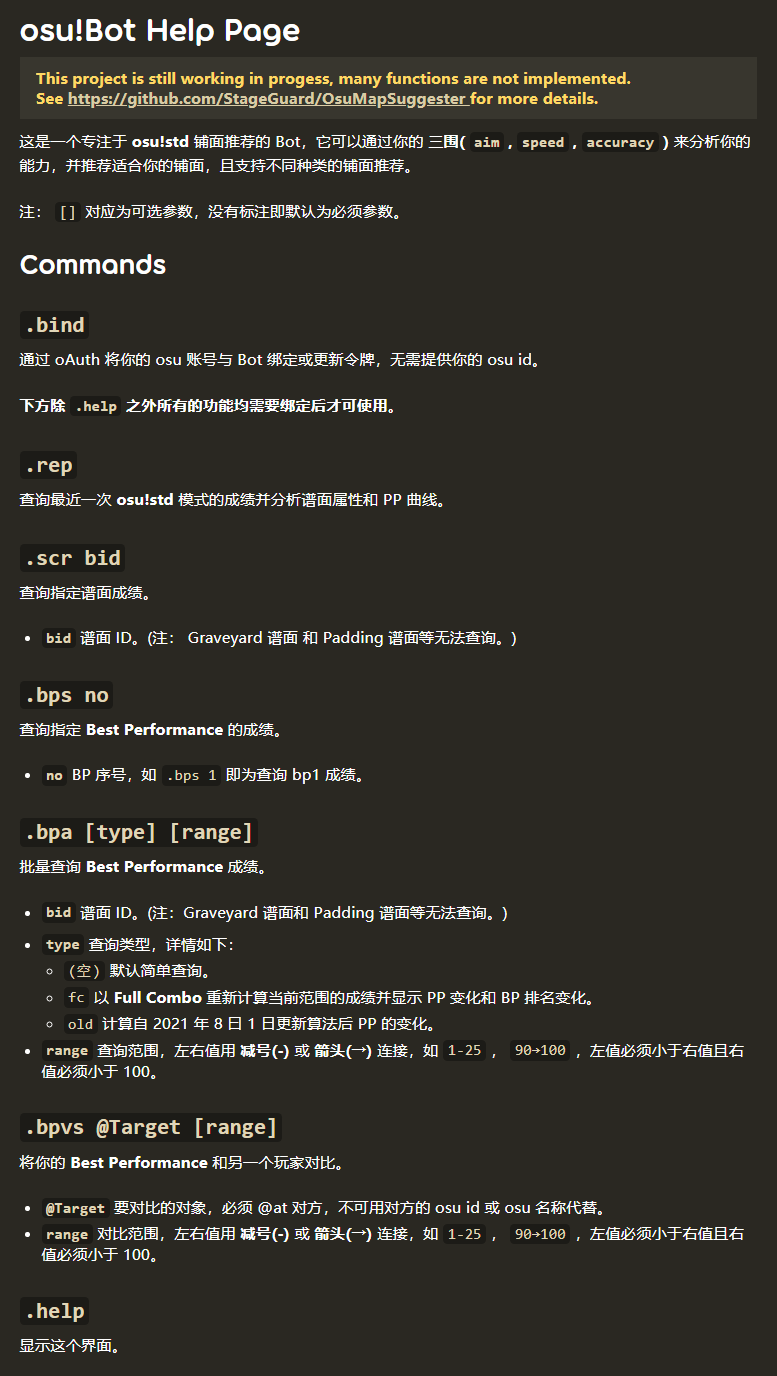 osu!Bot Help Page
This project is still working in progess, many functions are not implemented.
See https://github.com/StageGuard/OsuMapSuggester for more details.
这是一个专注于 osu!std 铺面推荐的 Bot，它可以通过你的 三围( aim , speed , accuracy ) 来分析你的
能力，并推荐适合你的铺面，且支持不同种类的铺面推荐。
注： [] 对应为可选参数，没有标注即默认为必须参数。
Commands
.bind
通过 oAuth 将你的 osu 账号与 Bot 绑定或更新令牌，无需提供你的 osu id。
下方除 .help 之外所有的功能均需要绑定后才可使用。
.rep
查询最近一次 osu!std 模式的成绩并分析谱面属性和 PP 曲线。
.scr bid
查询指定谱面成绩。
• bid 谱面 ID。(注： Graveyard 谱面 和 Padding 谱面等无法查询。)
.bps no
查询指定 Best Performance 的成绩。
• no BP 序号，如 .bps 1 即为查询 bp1 成绩。
.bpa [type] [range]
批量查询 Best Performance 成绩。
• bid 谱面 ID。(注：Graveyard 谱面和 Padding 谱面等无法查询。)
• type 查询类型，详情如下：
◦ (空) 默认简单查询。
◦ fc 以 Full Combo 重新计算当前范围的成绩并显示 PP 变化和 BP 排名变化。
◦ old 计算自 2021 年 8 日 1 日更新算法后 PP 的变化。
• range 查询范围，左右值用 减号(-) 或 箭头(→) 连接，如 1-25 ， 90→100 ，左值必须小于右值且右
值必须小于 100。
.bpvs @Target [range]
将你的 Best Performance 和另一个玩家对比。
• @Target 要对比的对象，必须 @at 对方，不可用对方的 osu id 或 osu 名称代替。
• range 对比范围，左右值用 减号(-) 或 箭头(→) 连接，如 1-25 ， 90→100 ，左值必须小于右值且右
值必须小于 100。
.help
显示这个界面。